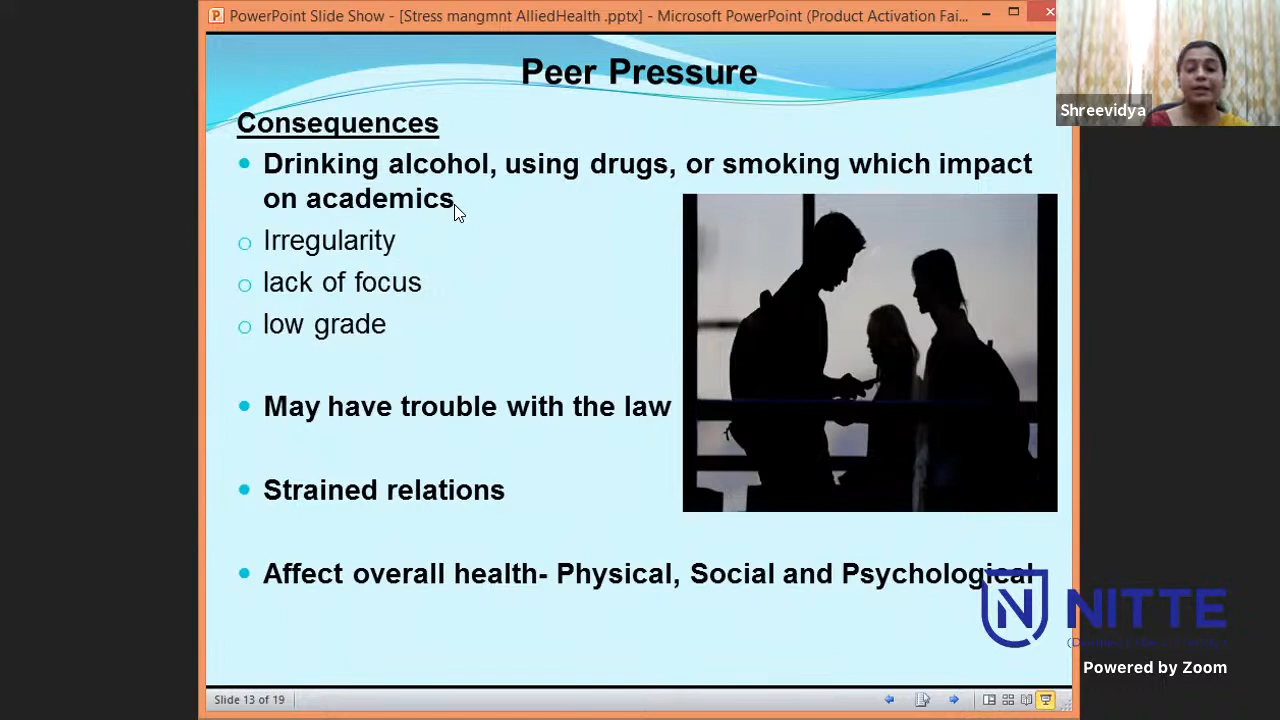 PowerPoint Slide Show - [Stress mangmnt AlliedHealth .pptx] - Microsoft PowerPoint (Product Activation Fai...
Peer Pressure
Shreevidya
Consequences
Drinking alcohol, using drugs, or smoking which impact
on academics
Irregularity
lack of focus
low grade
May have trouble with the law
Strained relations
Affect overall health- Physical, Social and Psychological
NITTE
Powered by Zoom
Slide 13 of 19